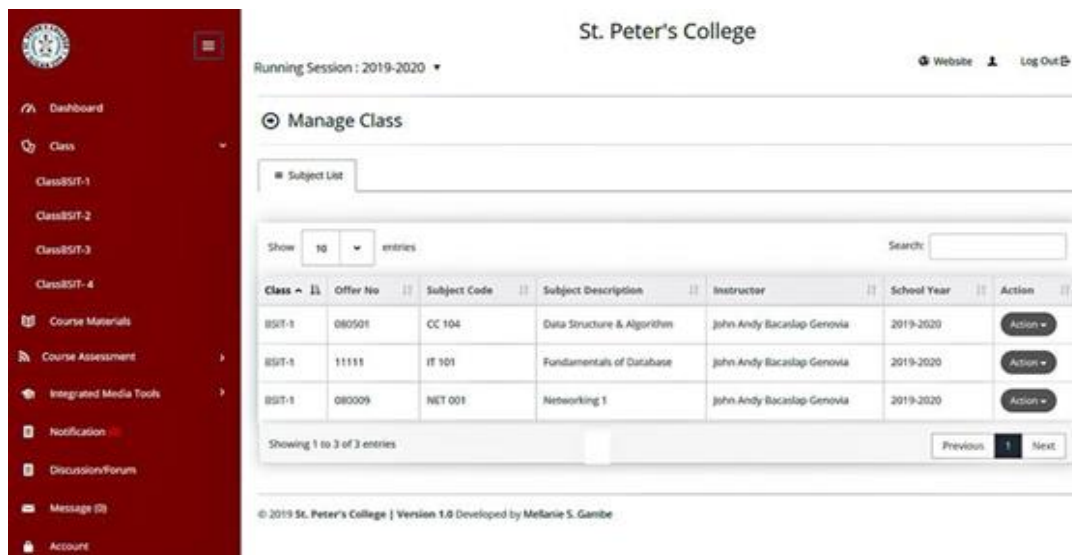 St. Peter's College
Running Session : 2019-2020
Website
Log Out
Dashboard
Class
ClassBSIT-1
ClassBSIT-2
ClassBSIT-3
ClassBSIT- 4
Course Materials
Course Assessment
Integrated Media Tools
Notification
Discussion/Forum
Message (0)
Account
Manage Class
Subject List
Show 10 entries
Search:
Class Offer No Subject Code Subject Description Instructor School Year Action
BSIT-1 080501 CC 104 Data Structure & Algorithm John Andy Bacaslap Genovia 2019-2020 Action
BSIT-1 11111 IT 101 Fundamentals of Database John Andy Bacaslap Genovia 2019-2020 Action
BSIT-1 080009 NET 001 Networking 1 John Andy Bacaslap Genovia 2019-2020 Action
Showing 1 to 3 of 3 entries
Previous 1 Next
© 2019 St. Peter's College | Version 1.0 Developed by Mellanie S. Gambe